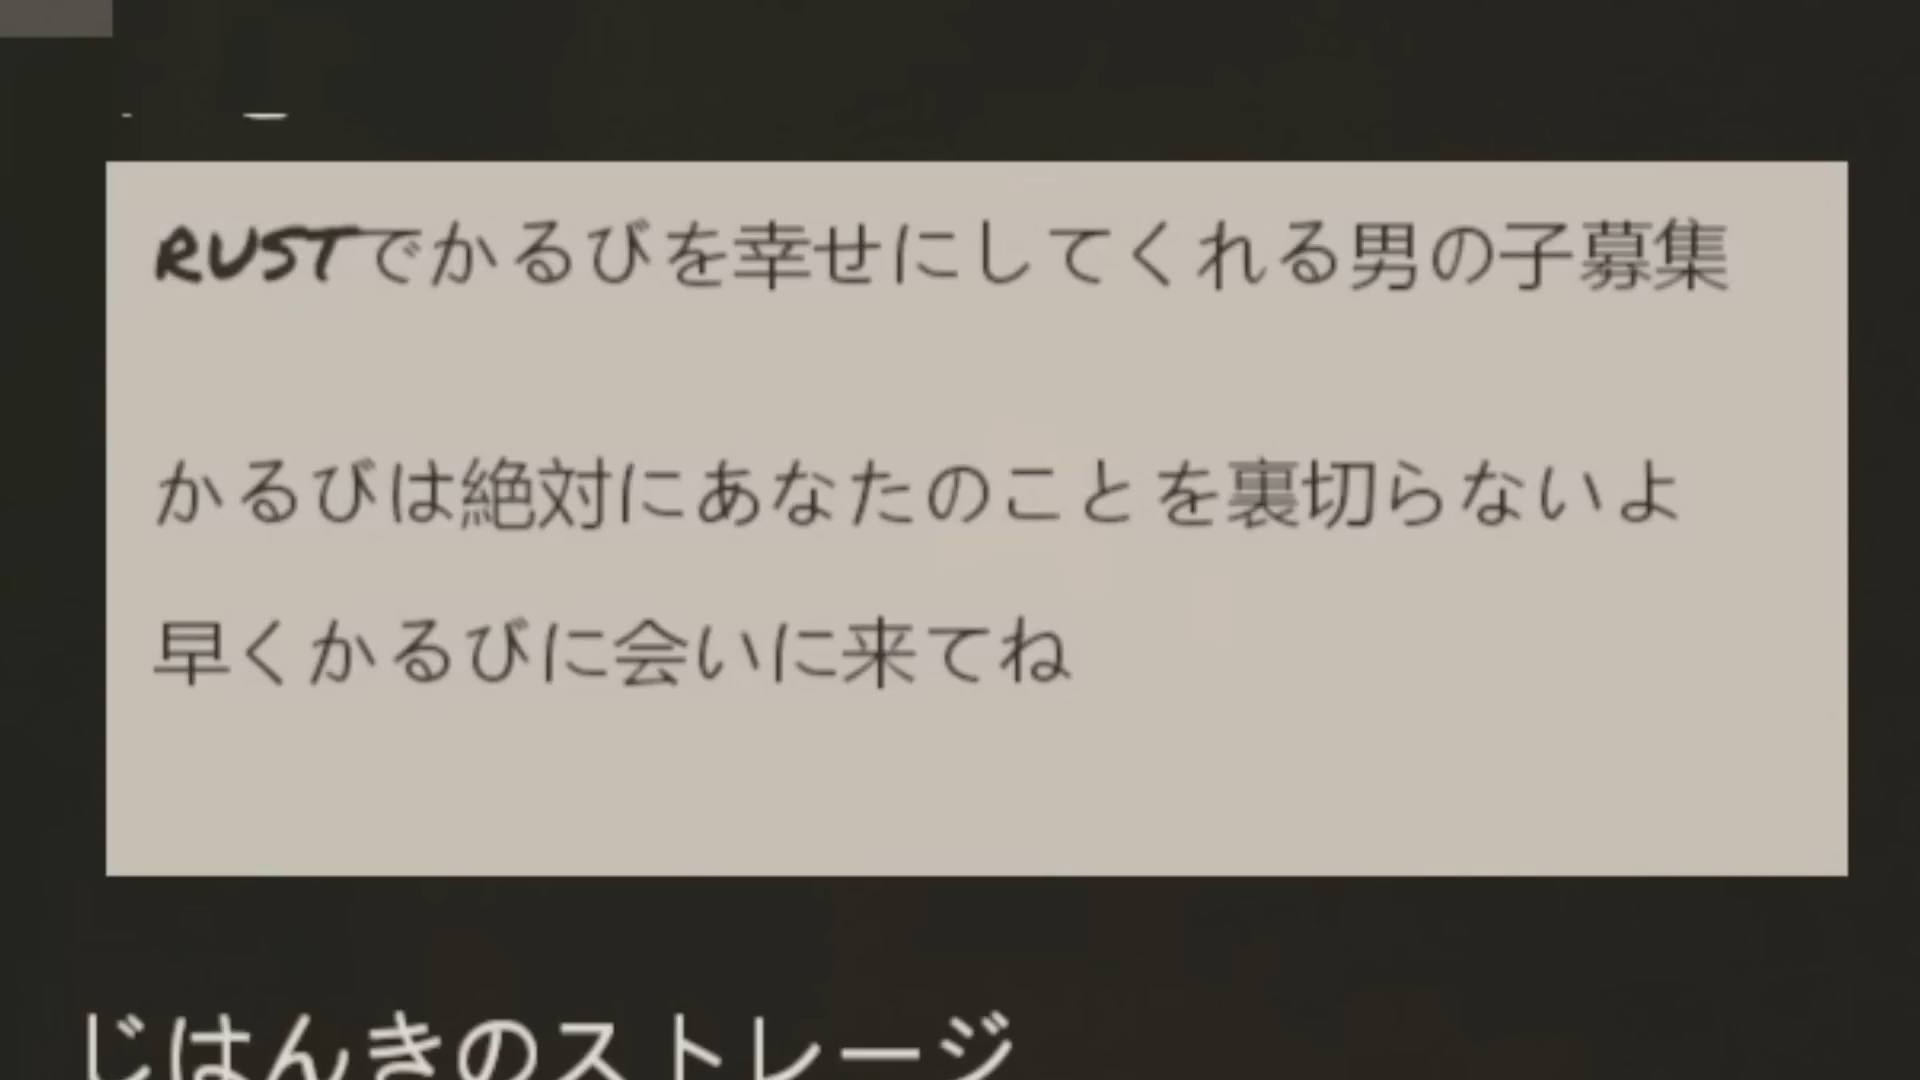 RUSTでかるびを幸せにしてくれる男の子募集
かるびは絶対にあなたのことを裏切らないよ
早くかるびに会いに来てね
じはんきのストレージ